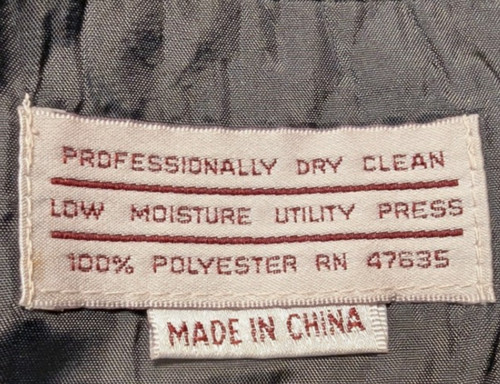 PROFESSIONALLY DRY CLEAN
LOW MOISTURE UTILITY PRESS
100% POLYESTER RN 47635
MADE IN CHINA